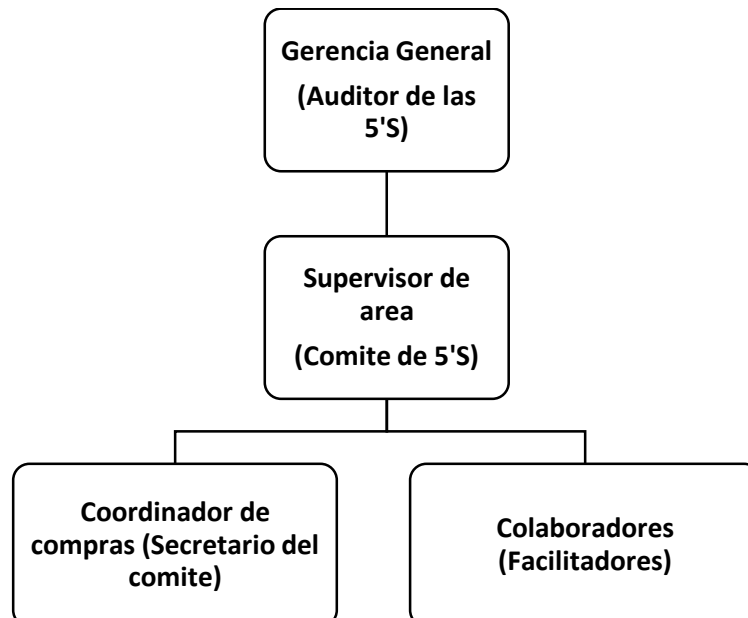 Gerencia General
(Auditor de las
5'S)
Supervisor de
area
(Comite de 5'S)
Coordinador de
compras (Secretario del
comite)
Colaboradores
(Facilitadores)